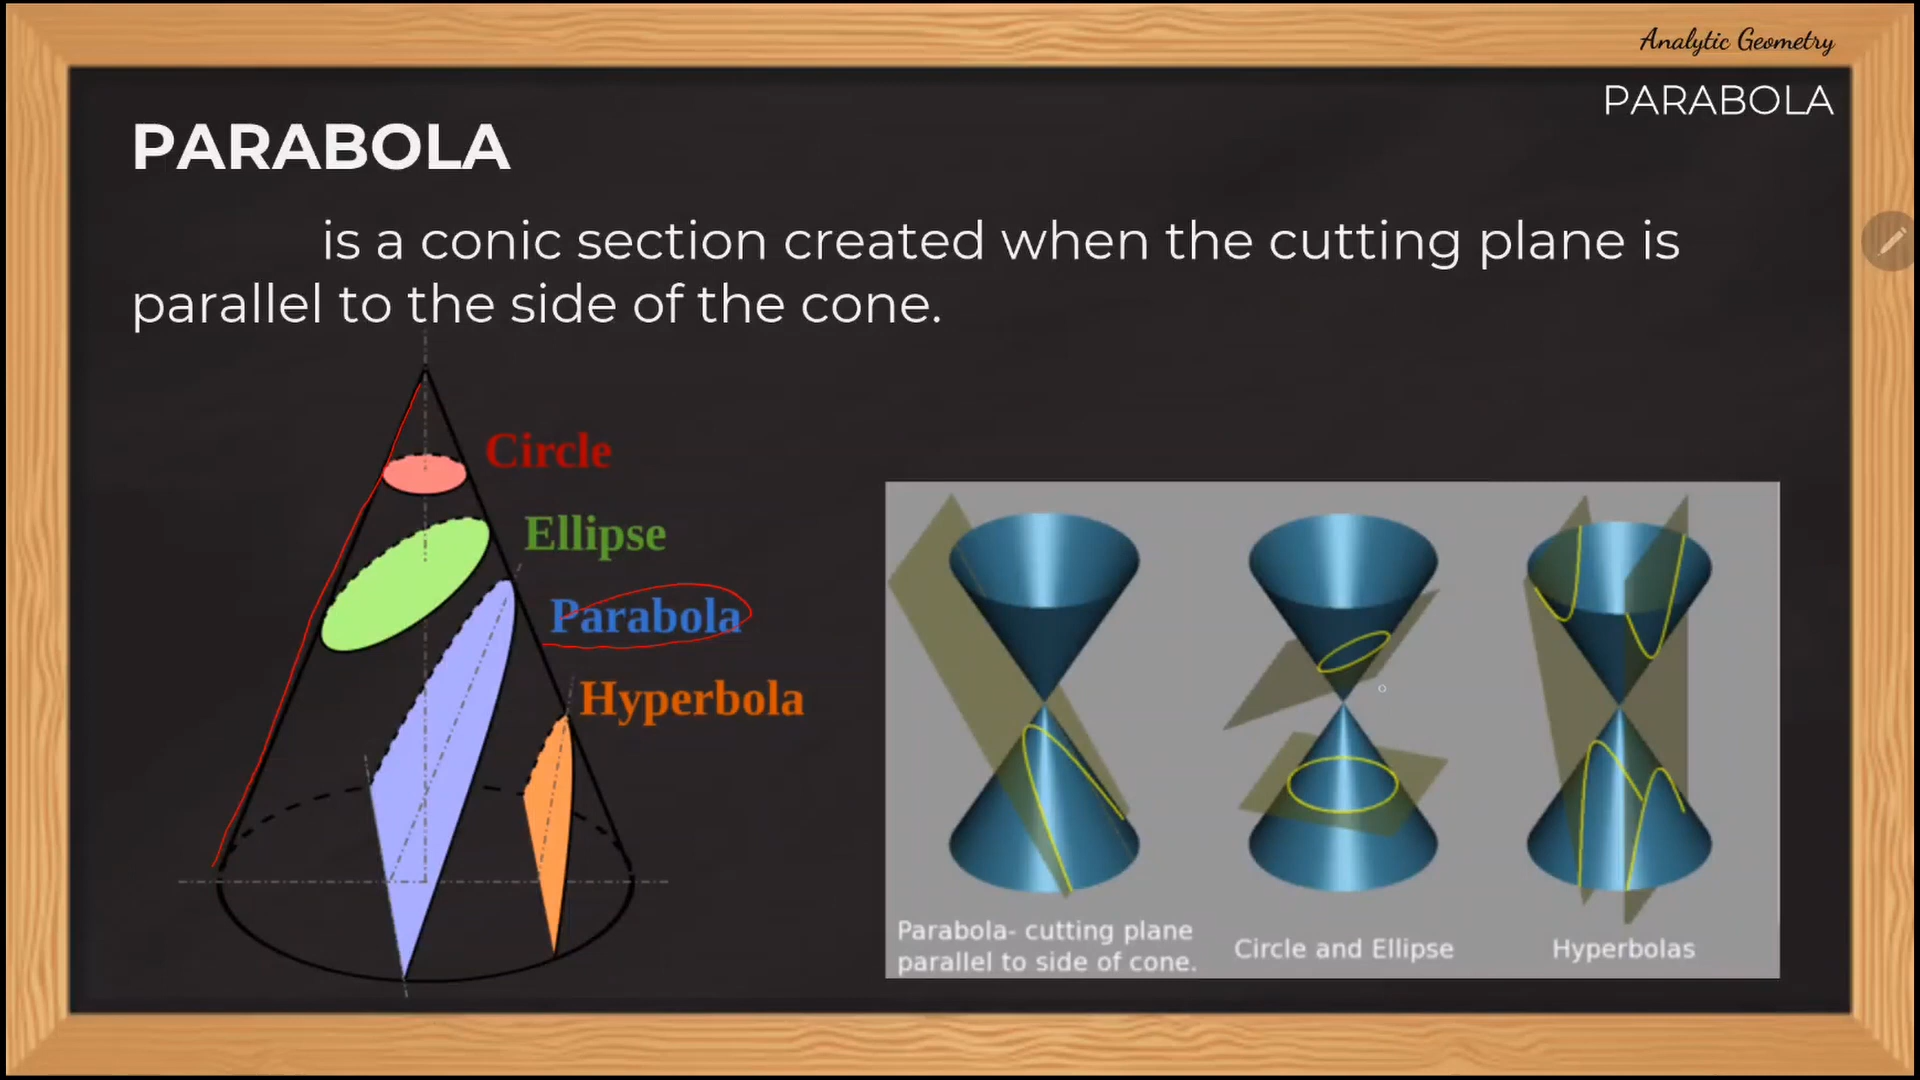 Analytic Geometry
PARABOLA
PARABOLA
is a conic section created when the cutting plane is
parallel to the side of the cone.
Circle
Ellipse
Parabola
Hyperbola
Parabola- cutting plane
parallel to side of cone.
Circle and Ellipse
Hyperbolas